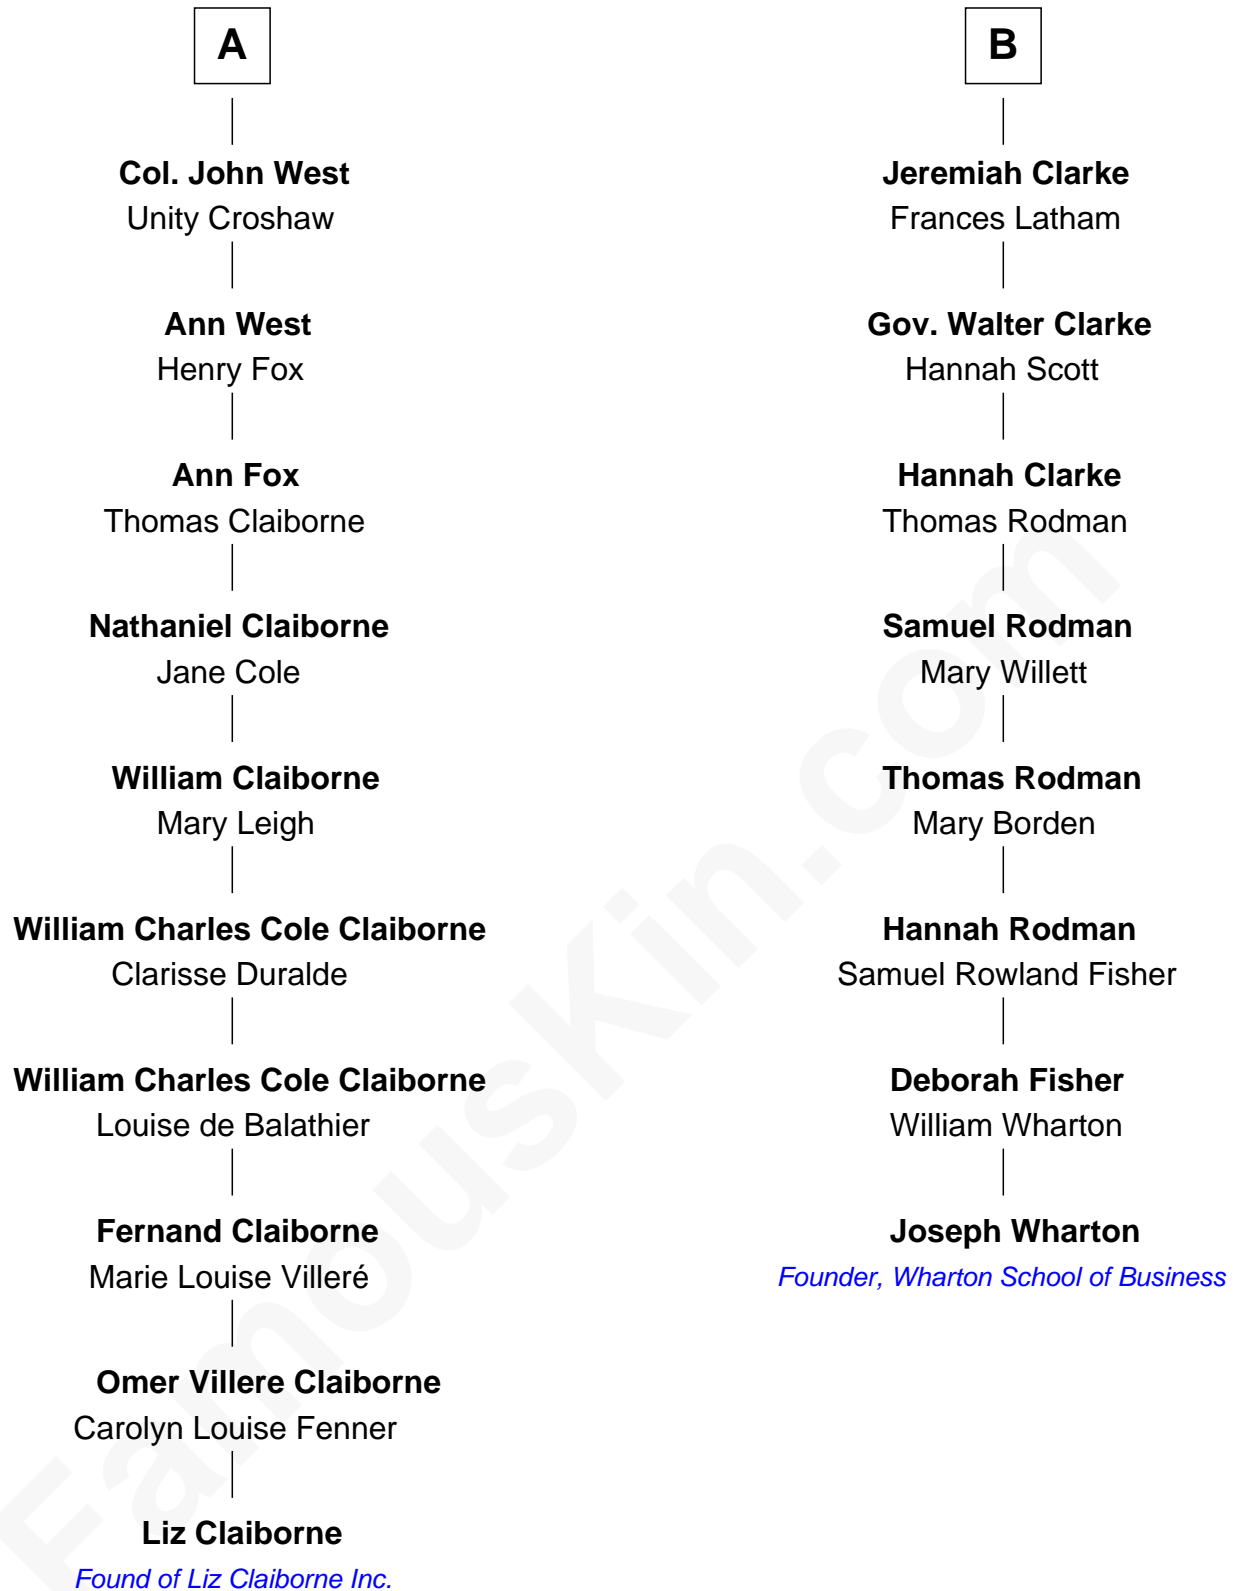 A
Col. John West
Unity Croshaw
Ann West
Henry Fox
Ann Fox
Thomas Claiborne
Nathaniel Claiborne
Jane Cole
William Claiborne
Mary Leigh
William Charles Cole Claiborne
Clarisse Duralde
William Charles Cole Claiborne
Louise de Balathier
Fernand Claiborne
Marie Louise Villeré
Omer Villere Claiborne
Carolyn Louise Fenner
Liz Claiborne
Found of Liz Claiborne Inc.
B
Jeremiah Clarke
Frances Latham
Gov. Walter Clarke
Hannah Scott
Hannah Clarke
Thomas Rodman
Samuel Rodman
Mary Willett
Thomas Rodman
Mary Borden
Hannah Rodman
Samuel Rowland Fisher
Deborah Fisher
William Wharton
Joseph Wharton
Founder, Wharton School of Business
FamousKin.com